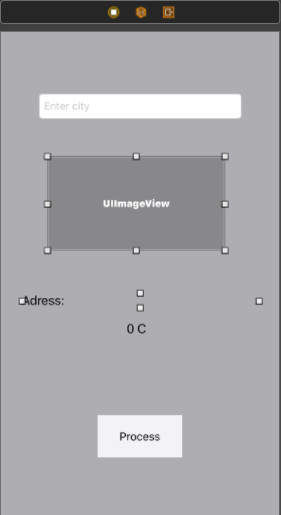 Enter city
UIImageView
Adress:
0 C
Process